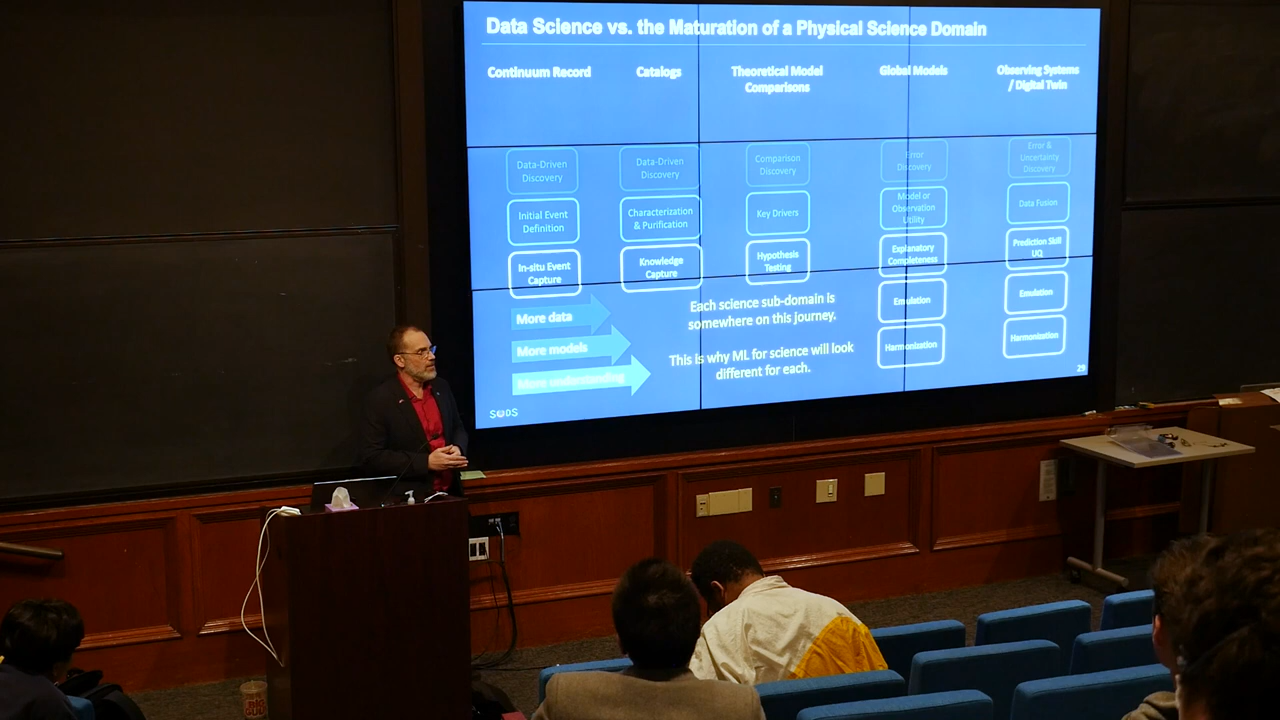 Data Science vs. the Maturation of a Physical Science Domain
Continuum Record
Catalogs
Theoretical Model
Comparisons
Global Models
Observing Systems
/ Digital Twin
Data-Driven
Discovery
Data-Driven
Discovery
Comparison
Discovery
Error
Discovery
Error &
Uncertainty
Discovery
Initial Event
Definition
Characterization
& Purification
Key Drivers
Model or
Observation
Utility
Data Fusion
In-situ Event
Capture
Knowledge
Capture
Hypothesis
Testing
Explanatory
Completeness
Prediction Skill
UQ
Emulation
Emulation
Harmonization
Harmonization
More data
More models
More understanding
Each science sub-domain is
somewhere on this journey.
This is why ML for science will look
different for each.
29